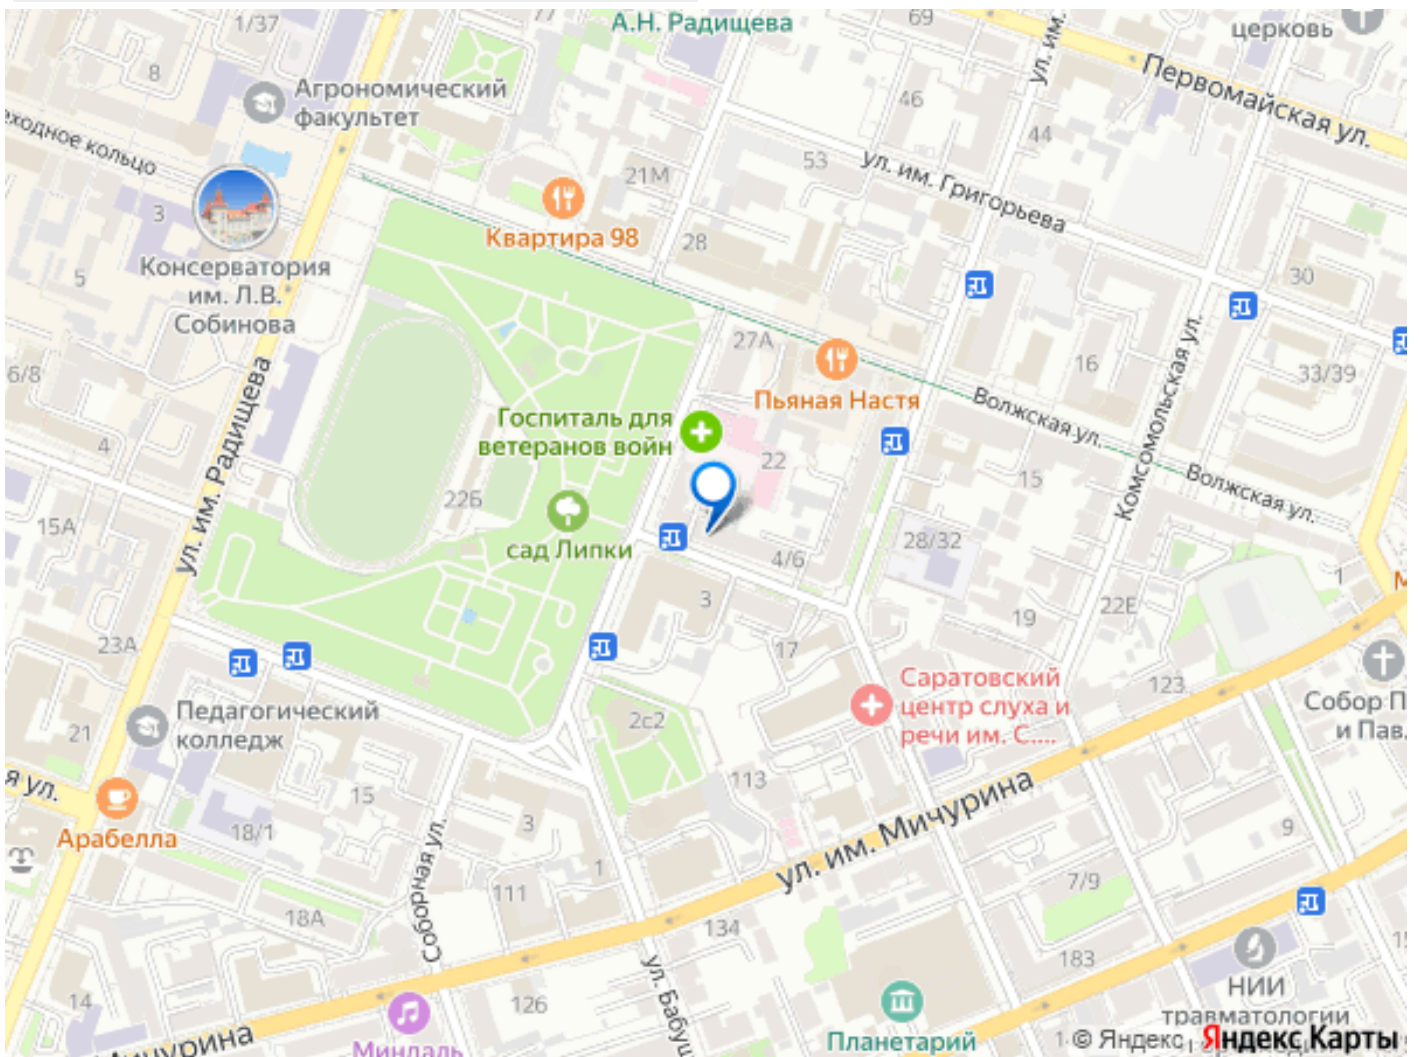 1/37
77
А.Н. Радищева
69
ул. им.
церковь
8
Агрономический
факультет
46
44
Первомайская ул.
еходное кольцо
53
ул. им. Григорьева
21М
3
Квартира 98
28
Консерватория
им. Л.В.
Собинова
5
30
27А
16
6/8
33/39
Пьяная Настя
Волжская ул.
Госпиталь для
ветеранов войн
ул. им. Радищева
Комсомольская ул.
4
22
15
Волжская ул.
22Б
15А
сад Липки
28/32
4/6
1
М
3
22Е
19
23А
17
Саратовский
центр слуха и
речи им. С....
123
Собор П
и Пав.
Педагогический
колледж
21
2с2
113
я ул.
15
ул. им. Мичурина
Арабелла
18/1
3
9
1
Соборная ул.
111
7/9
18А
134
183
15
ул. Бабуш
14
126
НИИ
травматологии
Миндаль
Планетарий
Мичурина
1
© Яндекс
Яндекс Карты